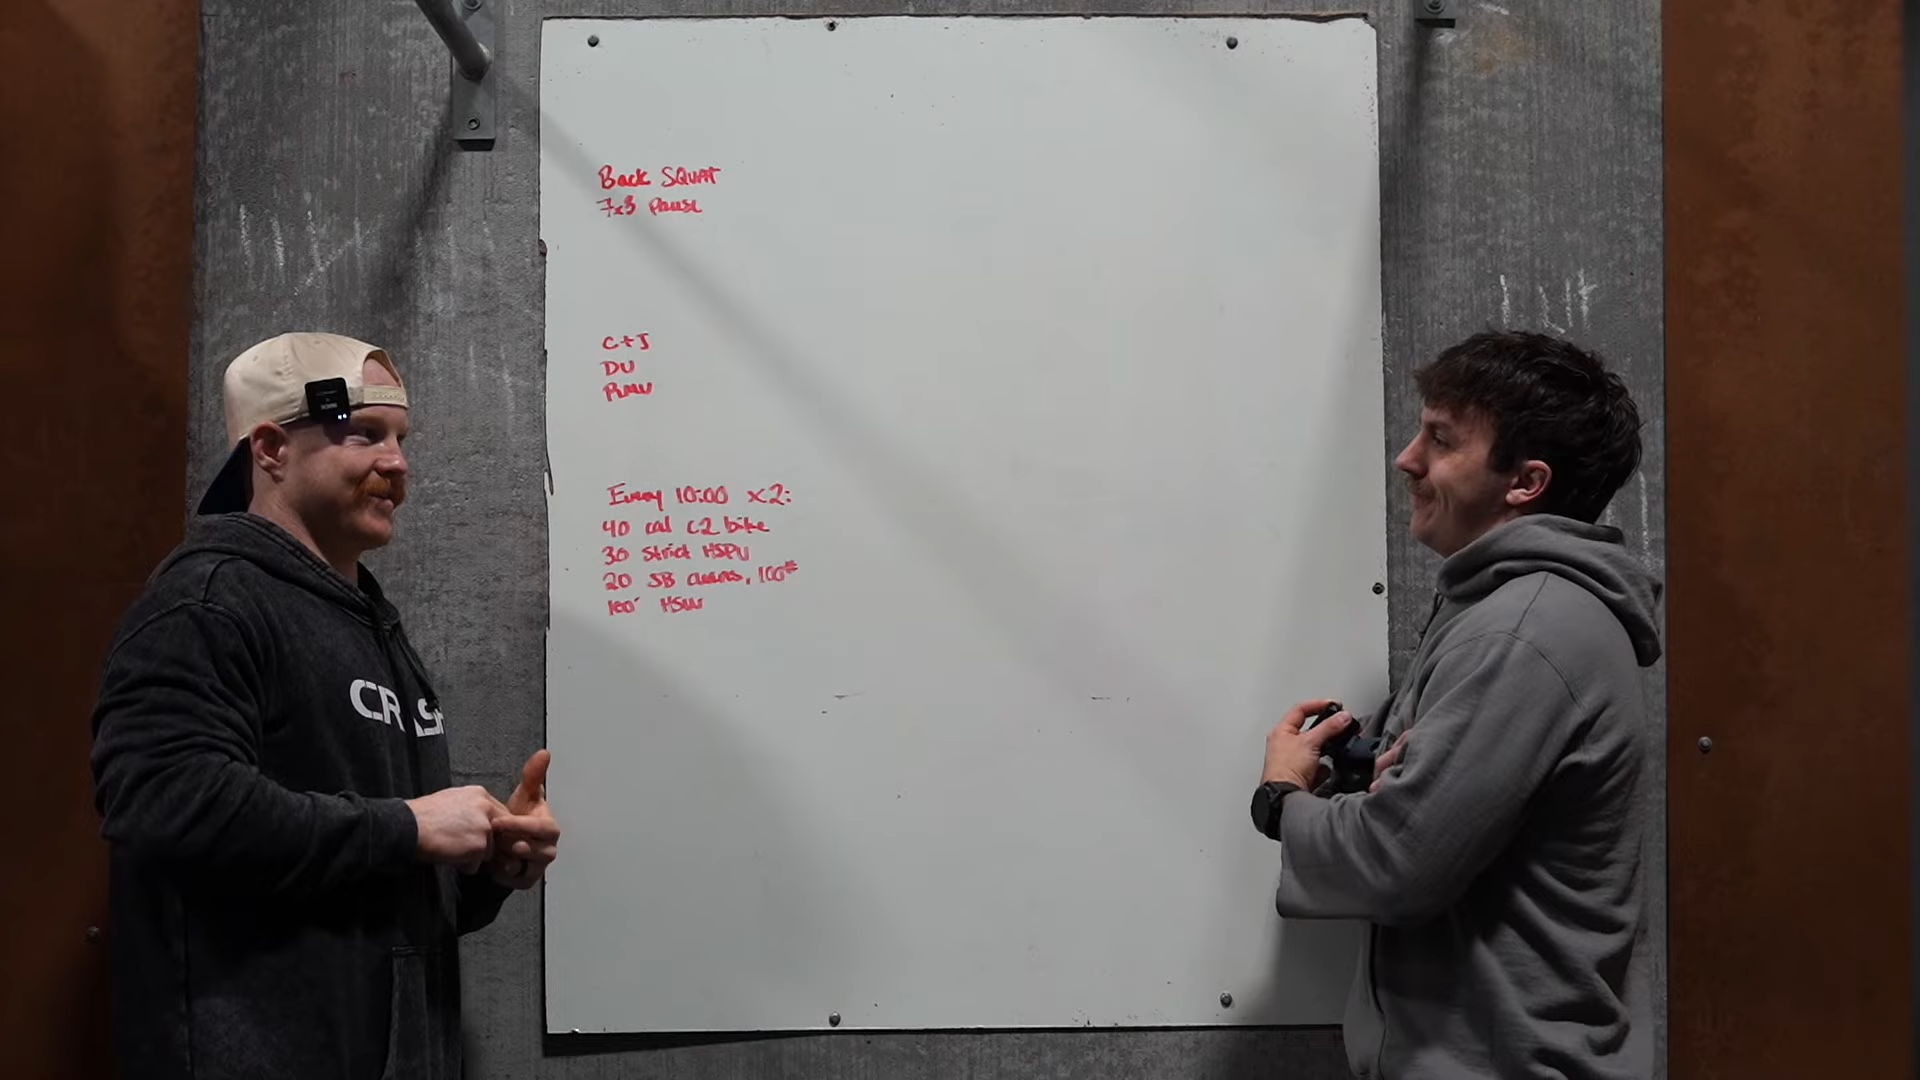 Back SQUAT
7x3 Pause
C+J
DU
RMU
Every 10:00 x2:
40 cal C2 bike
30 Strict HSPU
20 SB cleans, 100#
100' HSW
CRASH